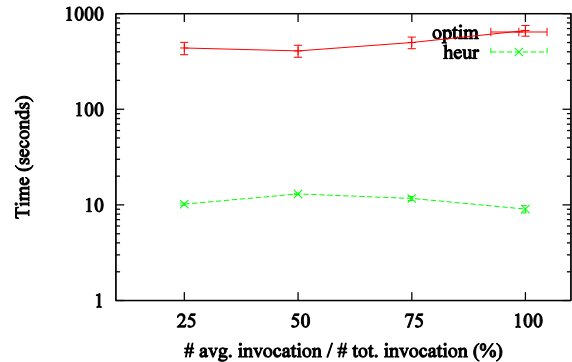 1000
optim
heur
100
10
1
Time (seconds)
25 50 75 100
# avg. invocation / # tot. invocation (%)